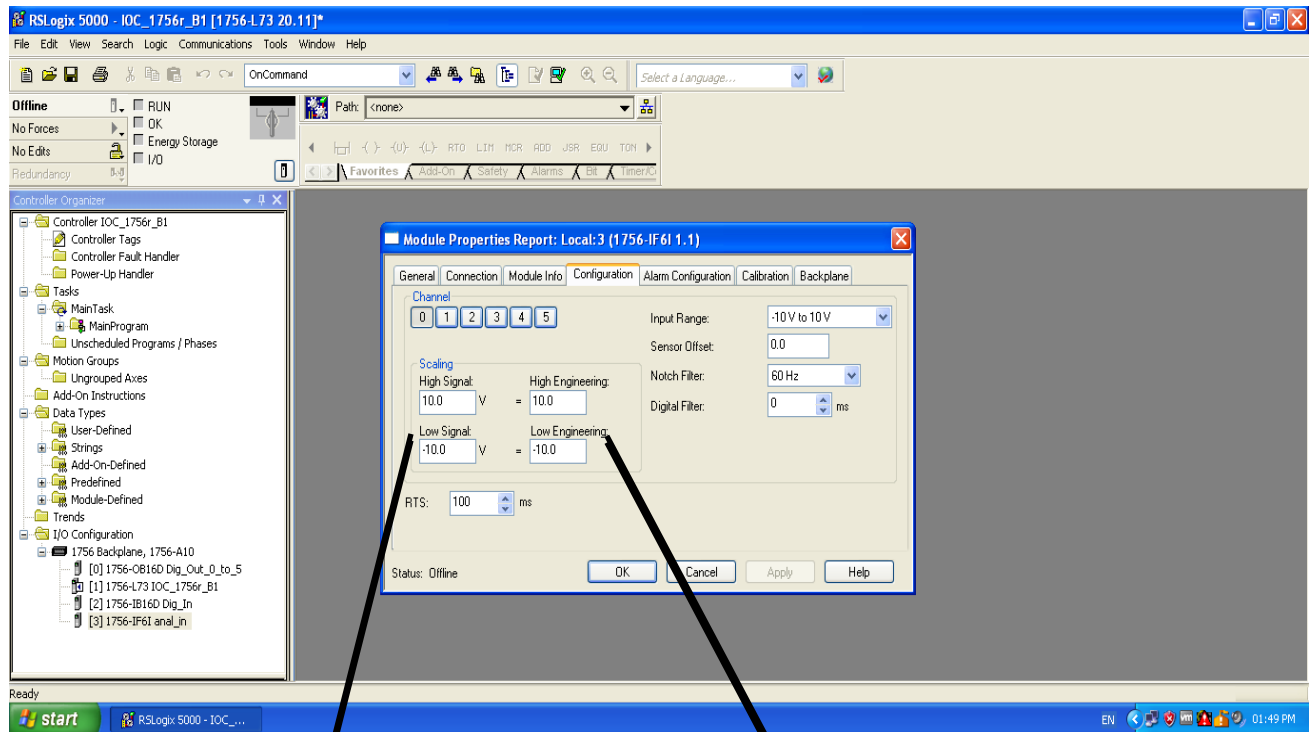 RSLogix 5000 - IOC_1756r_B1 [1756-L73 20.11]*
File Edit View Search Logic Communications Tools Window Help
OnCommand
Select a Language...
Offline
RUN
Path: <none>
No Forces
OK
No Edits
Energy Storage
I/O
Redundancy
RTO LIM MCR ADD JSR EQU TON
Favorites Add-On Safety Alarms Bit Timer/C
Controller Organizer
Controller IOC_1756r_B1
Controller Tags
Controller Fault Handler
Power-Up Handler
Tasks
MainTask
MainProgram
Unscheduled Programs / Phases
Motion Groups
Ungrouped Axes
Add-On Instructions
Data Types
User-Defined
Strings
Add-On-Defined
Predefined
Module-Defined
Trends
I/O Configuration
1756 Backplane, 1756-A10
[0] 1756-OB16D Dig_Out_0_to_5
[1] 1756-L73 IOC_1756r_B1
[2] 1756-IB16D Dig_In
[3] 1756-IF6I anal_in
Module Properties Report: Local:3 (1756-IF6I 1.1)
General Connection Module Info Configuration Alarm Configuration Calibration Backplane
Channel
0 1 2 3 4 5
Input Range: -10 V to 10 V
Sensor Offset: 0.0
Scaling
High Signal: High Engineering:
Notch Filter: 60 Hz
10.0 V = 10.0
Digital Filter: 0 ms
Low Signal: Low Engineering:
-10.0 V = -10.0
RTS: 100 ms
Status: Offline
OK Cancel Apply Help
Ready
start
RSLogix 5000 - IOC_...
EN
01:49 PM